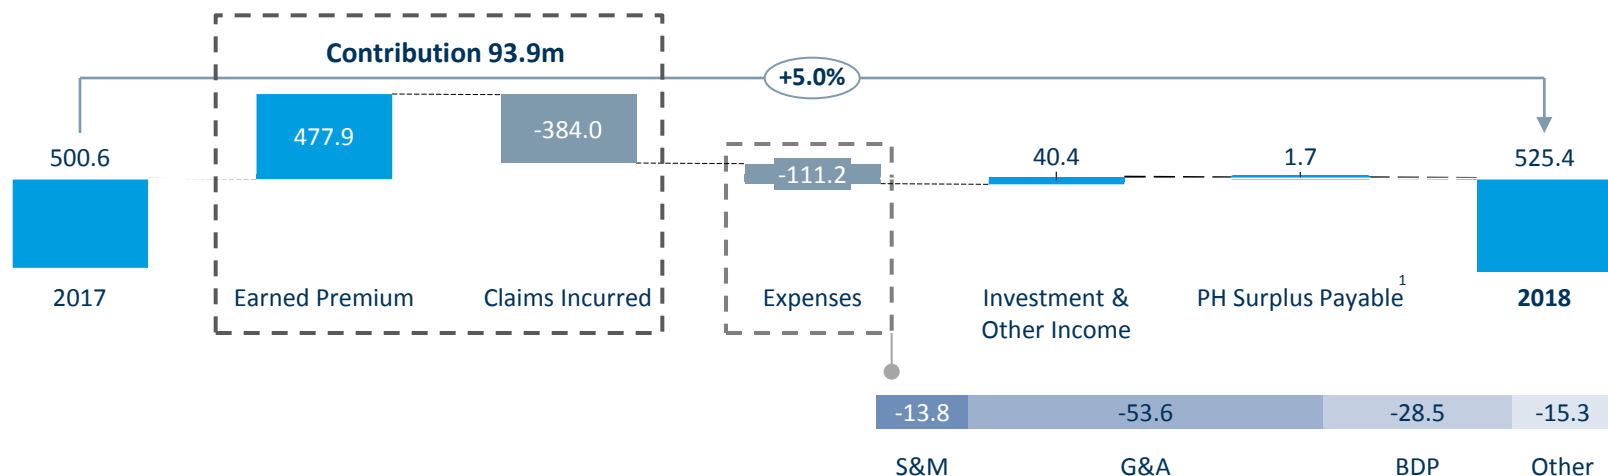 Contribution 93.9m
+5.0%
500.6
477.9
-384.0
-111.2
40.4
1.7
525.4
2017
Earned Premium
Claims Incurred
Expenses
Investment &
Other Income
PH Surplus Payable1
2018
-13.8
-53.6
-28.5
-15.3
S&M
G&A
BDP
Other